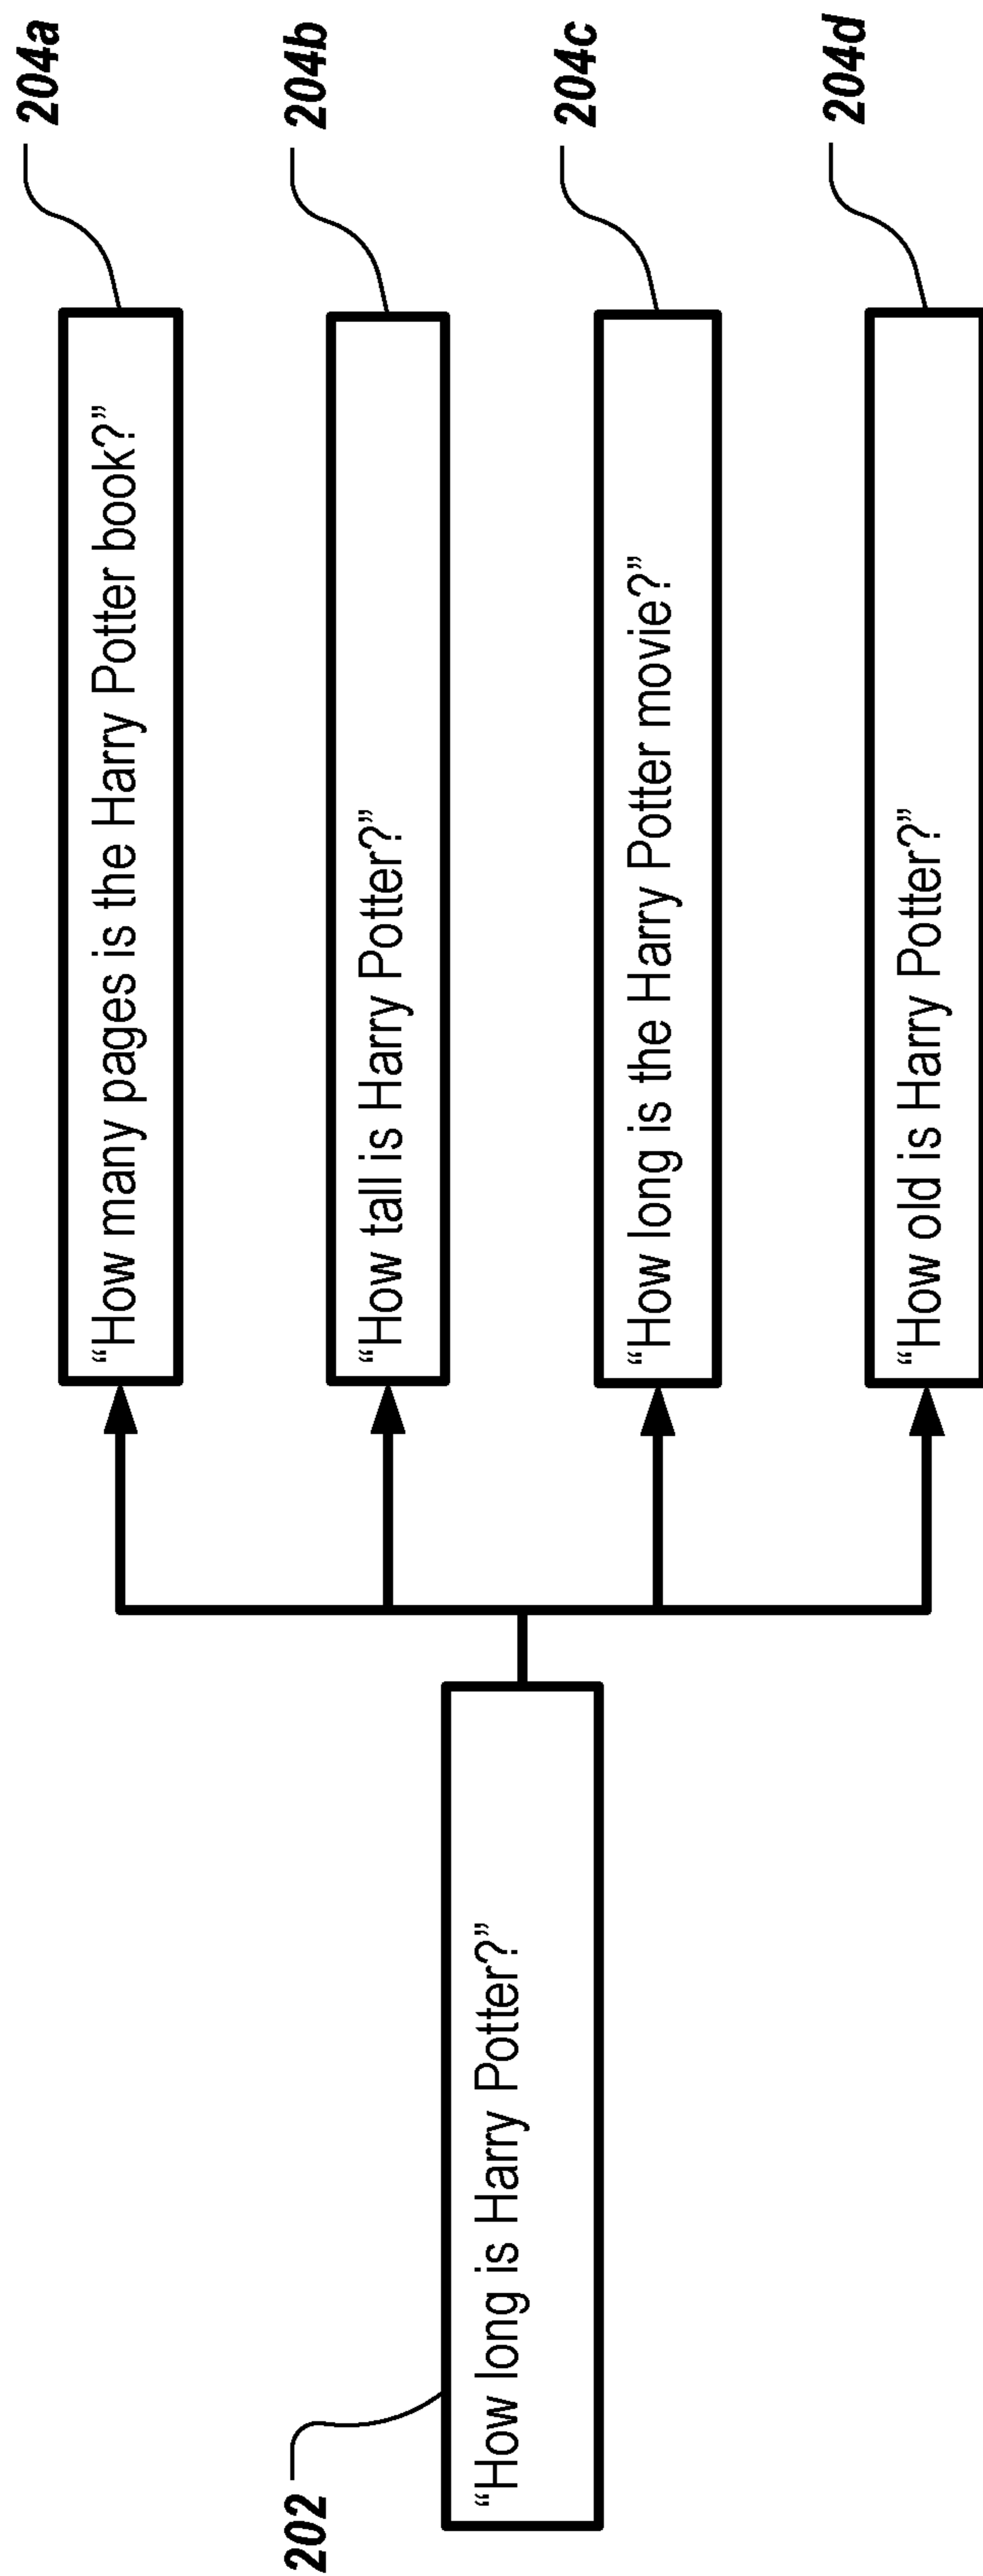 202
“How long is Harry Potter?”
“How many pages is the Harry Potter book?”
204a
“How tall is Harry Potter?”
204b
“How long is the Harry Potter movie?”
204c
“How old is Harry Potter?”
204d